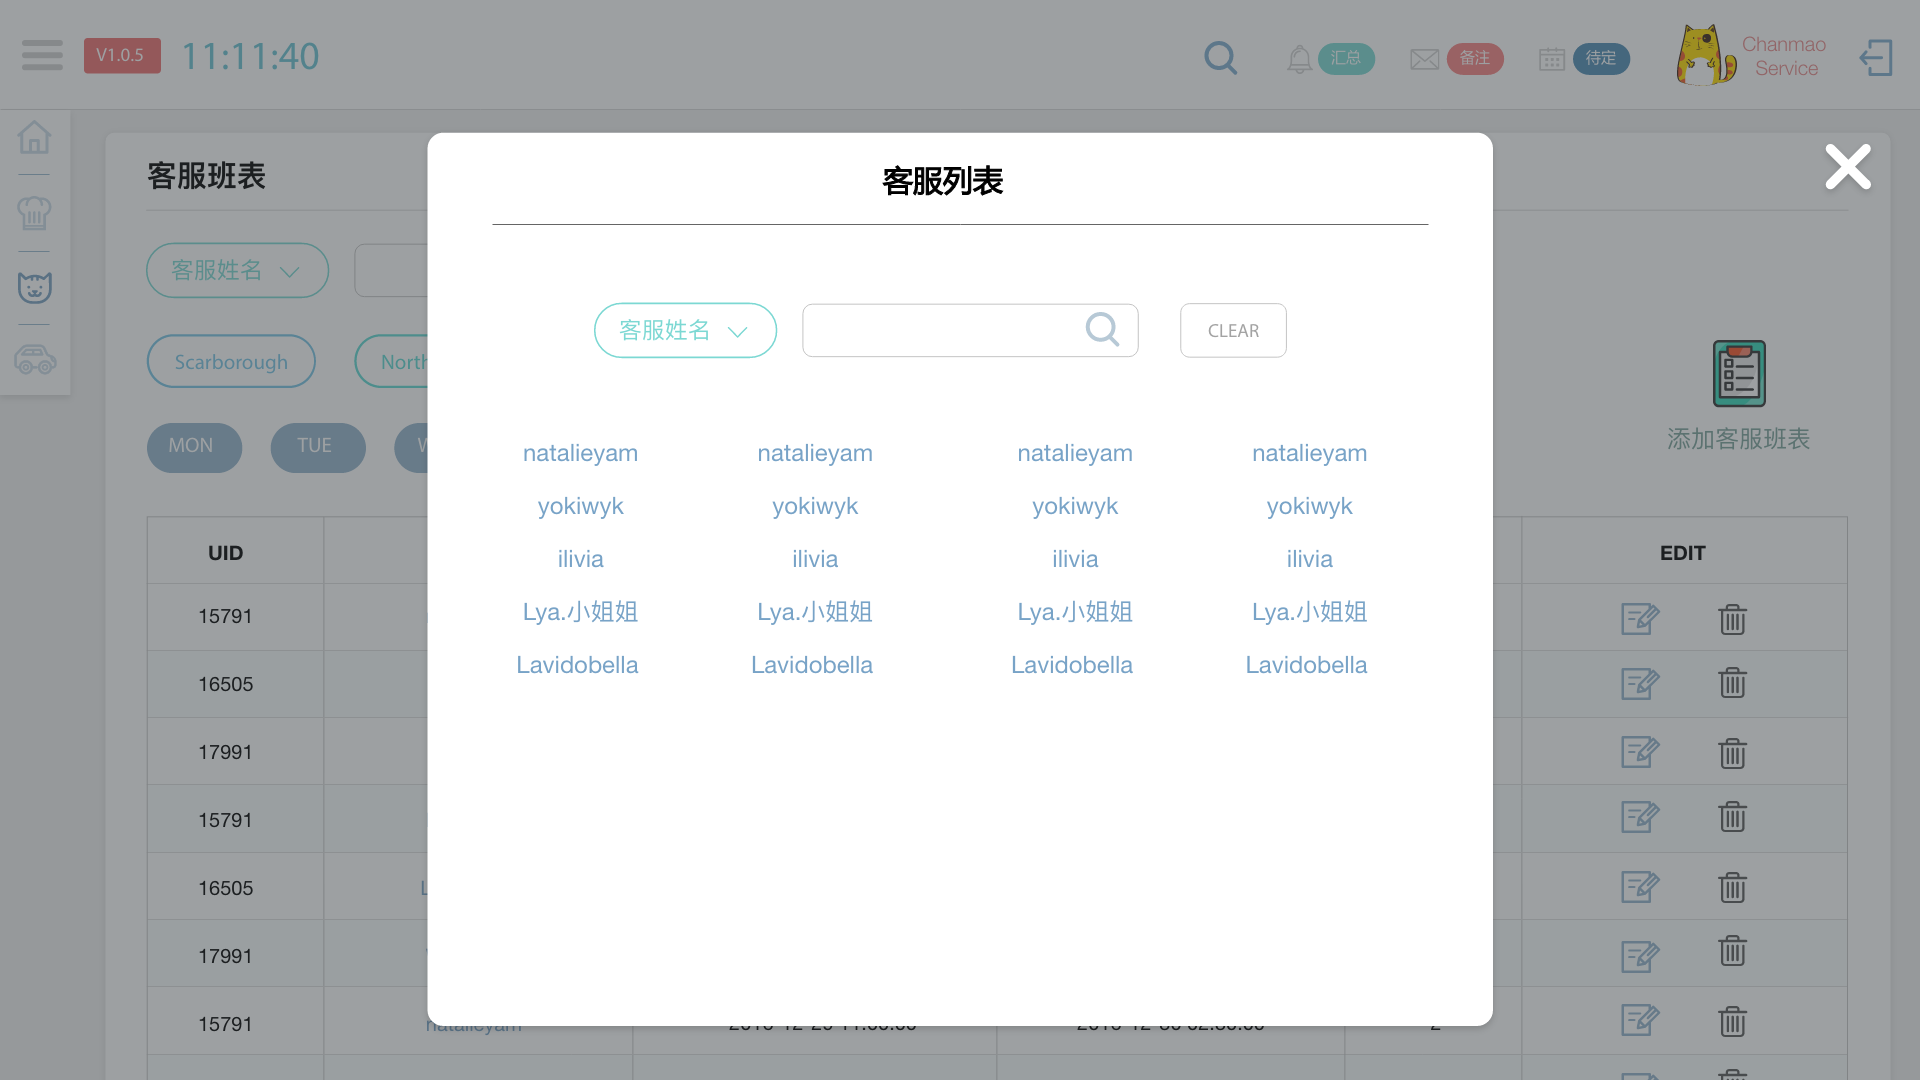 V1.0.5 11:11:40 汇总 备注 待定 Chanmao
Service
客服班表
客服列表
客服姓名
客服姓名 CLEAR
Scarborough North
MON TUE
添加客服班表
natalieyam natalieyam natalieyam natalieyam
yokiwyk yokiwyk yokiwyk yokiwyk
ilivia ilivia ilivia ilivia
Lya.小姐姐 Lya.小姐姐 Lya.小姐姐 Lya.小姐姐
Lavidobella Lavidobella Lavidobella Lavidobella
UID EDIT
15791
16505
17991
15791
16505
17991
15791 natalieyam